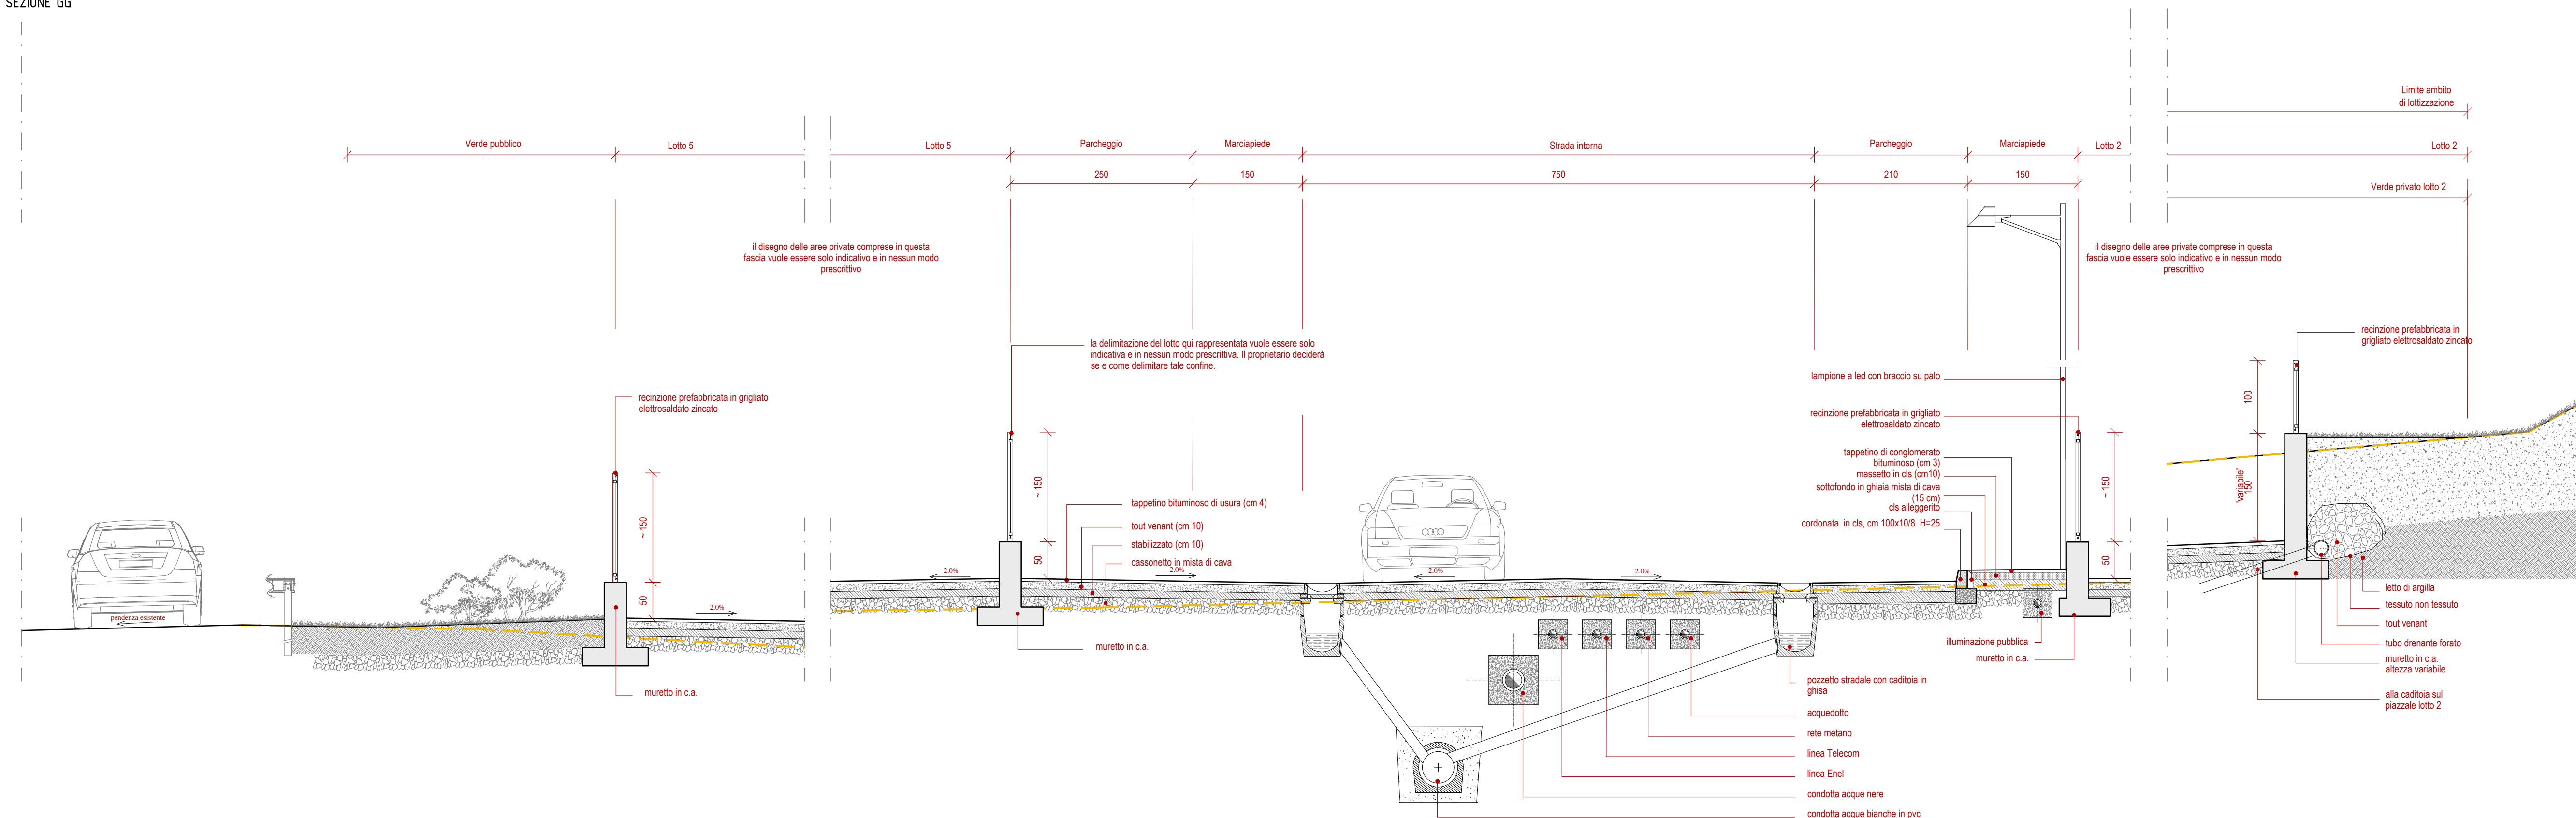 SEZIONE GG
Limite ambito
di lottizzazione
Verde pubblico
Lotto 5
Lotto 5
Parcheggio
Marciapiede
Strada interna
Parcheggio
Marciapiede
Lotto 2
Lotto 2
250
150
750
210
150
Verde privato lotto 2
il disegno delle aree private comprese in questa
fascia vuole essere solo indicativo e in nessun modo
prescrittivo
il disegno delle aree private comprese in questa
fascia vuole essere solo indicativo e in nessun modo
prescrittivo
recinzione prefabbricata in grigliato
elettrosaldato zincato
~ 150
50
2.0%
pendenza esistente
muretto in c.a.
la delimitazione del lotto qui rappresentata vuole essere solo
indicativa e in nessun modo prescrittiva. Il proprietario deciderà
se e come delimitare tale confine.
~ 150
50
tappetino bituminoso di usura (cm 4)
tout venant (cm 10)
stabilizzato (cm 10)
cassonetto in mista di cava
2.0%
2.0%
2.0%
2.0%
muretto in c.a.
lampione a led con braccio su palo
recinzione prefabbricata in grigliato
elettrosaldato zincato
tappetino di conglomerato
bituminoso (cm 3)
massetto in cls (cm10)
sottofondo in ghiaia mista di cava
(15 cm)
cls alleggerito
cordonata in cls, cm 100x10/8 H=25
~ 150
50
illuminazione pubblica
muretto in c.a.
pozzetto stradale con caditoia in
ghisa
acquedotto
rete metano
linea Telecom
linea Enel
condotta acque nere
condotta acque bianche in pvc
recinzione prefabbricata in
grigliato elettrosaldato zincato
100
'variabile'
150
letto di argilla
tessuto non tessuto
tout venant
tubo drenante forato
muretto in c.a.
altezza variabile
alla caditoia sul
piazzale lotto 2